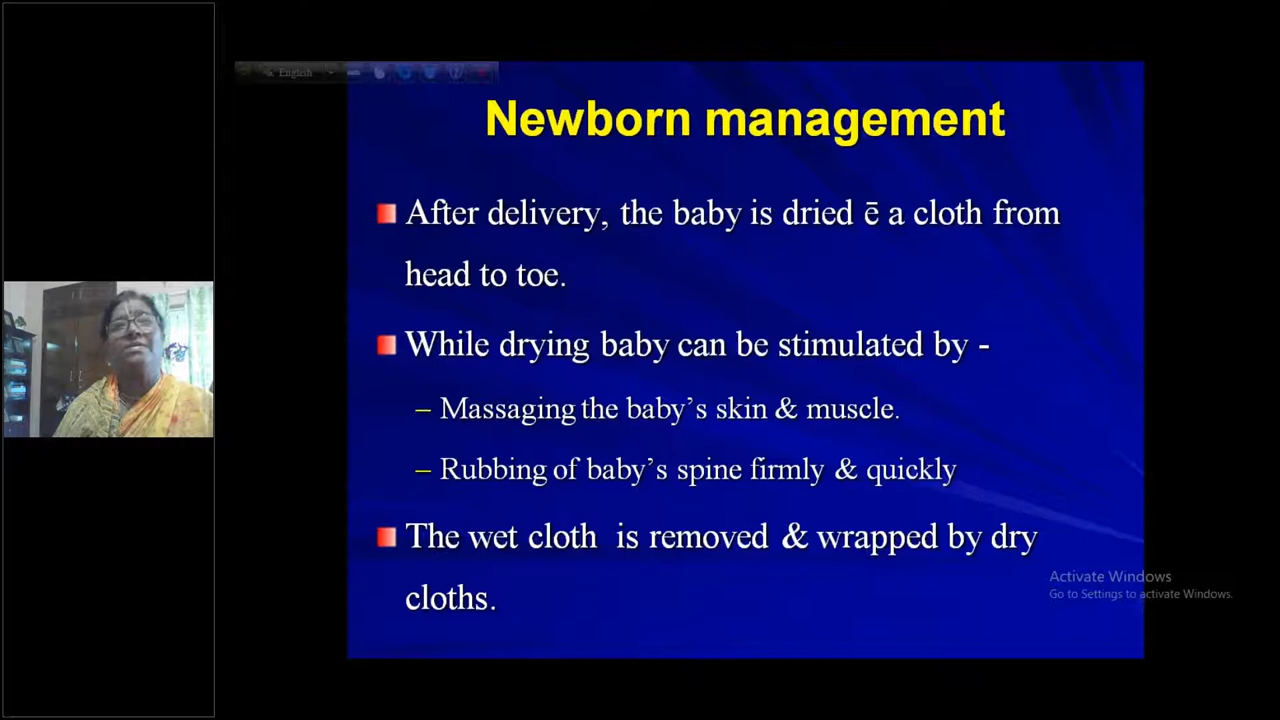 English
Newborn management
After delivery, the baby is dried ē a cloth from
head to toe.
While drying baby can be stimulated by -
– Massaging the baby’s skin & muscle.
– Rubbing of baby’s spine firmly & quickly
The wet cloth is removed & wrapped by dry
cloths.
Activate Windows
Go to Settings to activate Windows.